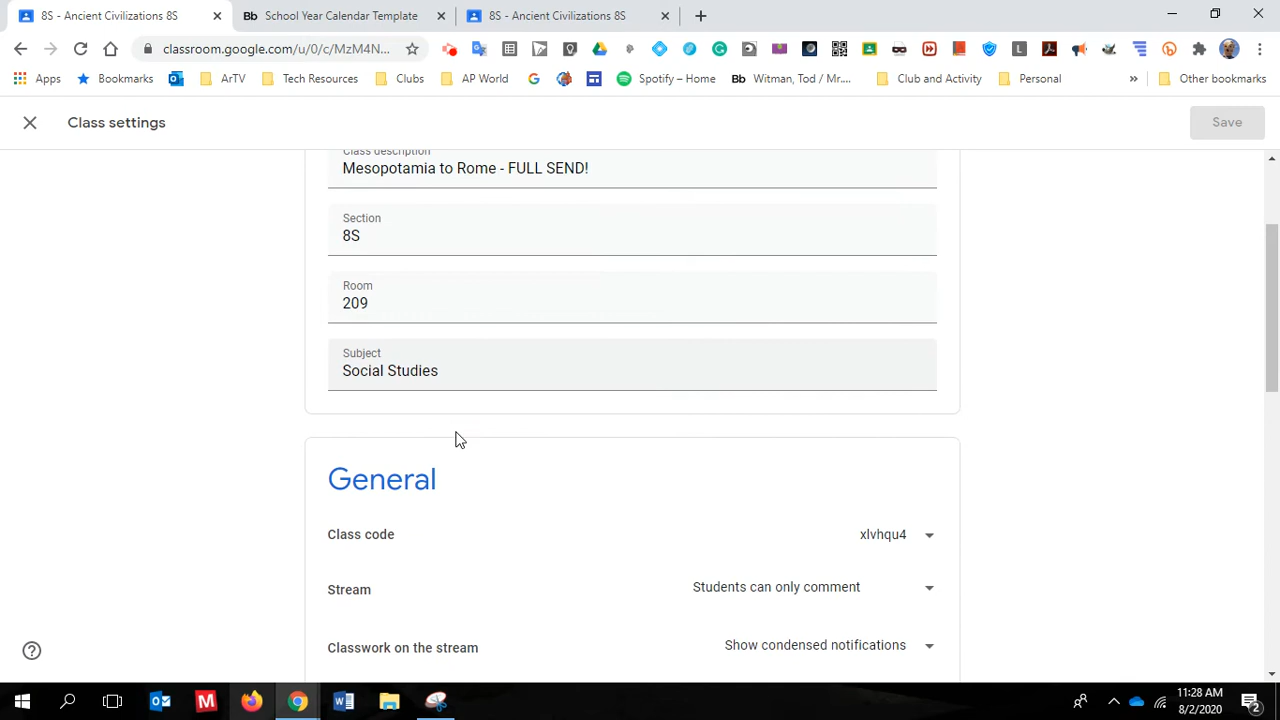 8S - Ancient Civilizations 8S
Bb School Year Calendar Template
8S - Ancient Civilizations 8S
classroom.google.com/u/0/c/MzM4N...
Apps
Bookmarks
ArTV
Tech Resources
Clubs
AP World
Spotify – Home
Bb Witman, Tod / Mr....
Club and Activity
Personal
»
Other bookmarks
Class settings
Save
Class description
Mesopotamia to Rome - FULL SEND!
Section
8S
Room
209
Subject
Social Studies
General
Class code
xlvhqu4
Stream
Students can only comment
Classwork on the stream
Show condensed notifications
11:28 AM
8/2/2020
2